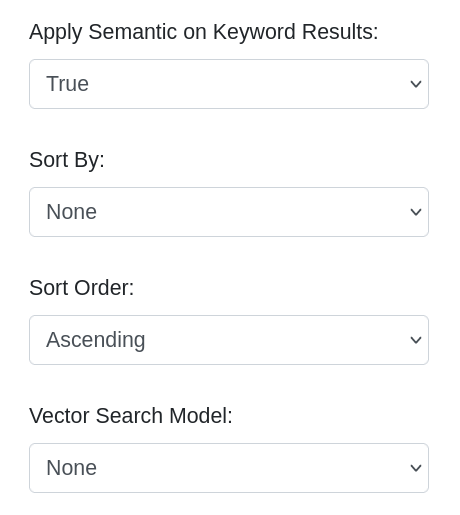 Apply Semantic on Keyword Results:
True
Sort By:
None
Sort Order:
Ascending
Vector Search Model:
None